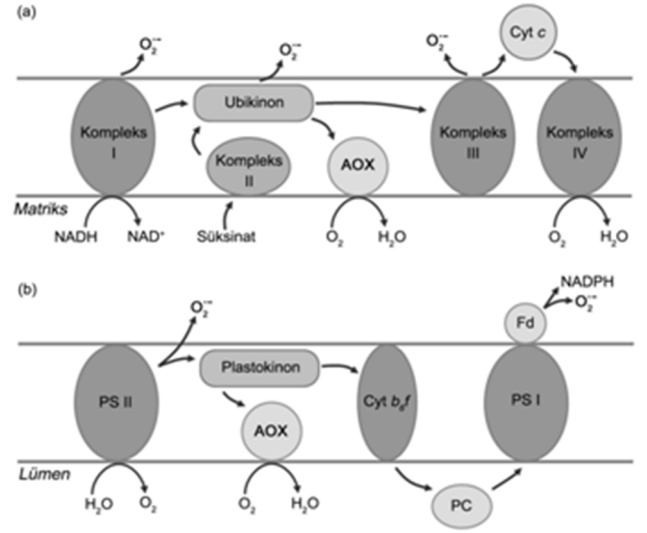 (a)
O₂⁻
O₂⁻
O₂⁻
Cyt c
Ubikinon
Kompleks I
Kompleks II
AOX
Kompleks III
Kompleks IV
Matriks
NADH
NAD⁺
Süksinat
O₂
H₂O
O₂
H₂O
(b)
NADPH
O₂⁻
O₂⁻
Fd
Plastokinon
PS II
AOX
Cyt b₆f
PS I
Lümen
H₂O
O₂
O₂
H₂O
PC